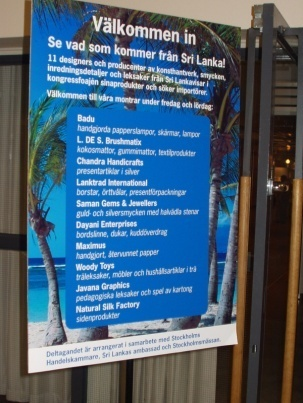 Välkommen in
Se vad som kommer från Sri Lanka!
11 designers och producenter av konsthantverk, smycken,
inredningsdetaljer och leksaker från Sri Lanka visar i
kongressfoajén sina produkter och söker importörer.
Välkommen till våra montrar under fredag och lördag:
Badu
handgjorda papperslampor, skärmar, lampor
L. DE S. Brushmatix
kokosmattor, gummimattor, textilprodukter
Chandra Handicrafts
presentartiklar i silver
Lanktrad International
borstar, örttvålar, presentförpackningar
Saman Gems & Jewellers
guld- och silversmycken med halvädla stenar
Dayani Enterprises
bordslinne, dukar, kuddöverdrag
Maximus
handgjort, återvunnet papper
Woody Toys
träleksaker, möbler och hushållsartiklar i trä
Javana Graphics
pedagogiska leksaker och spel av kartong
Natural Silk Factory
sidenprodukter
Deltagandet är arrangerat i samarbete med Stockholms
Handelskammare, Sri Lankas ambassad och Stockholmsmässan.